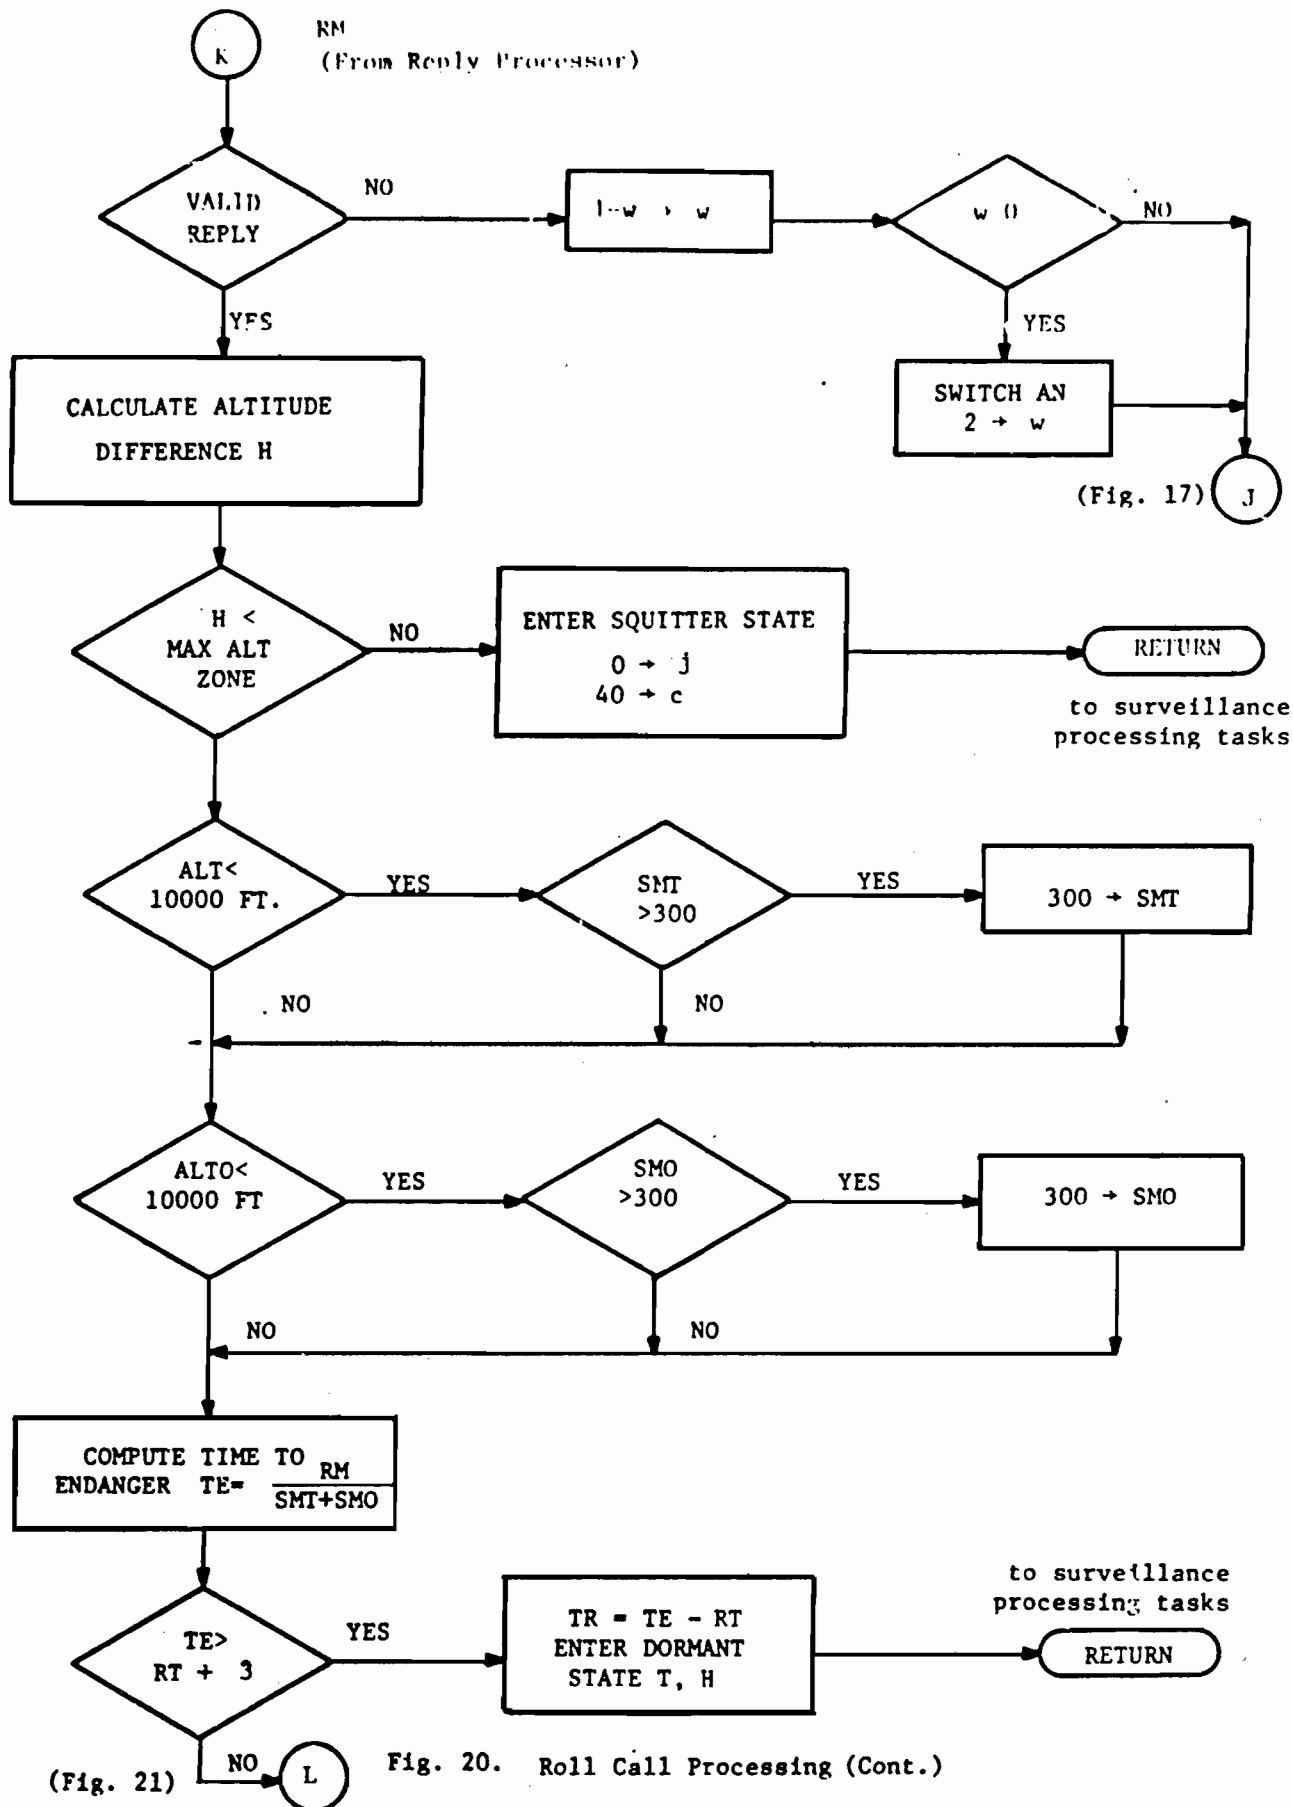 K
RM
(From Reply Processor)
VALID
REPLY
NO
w
w 0
NO
YES
YES
SWITCH AN
2 → w
(Fig. 17)
J
CALCULATE ALTITUDE
DIFFERENCE H
H <
MAX ALT
ZONE
NO
ENTER SQUITTER STATE
0 → j
40 → c
RETURN
to surveillance
processing tasks
ALT<
10000 FT.
YES
SMT
>300
YES
300 → SMT
NO
NO
ALTO<
10000 FT
YES
SMO
>300
YES
300 → SMO
NO
NO
COMPUTE TIME TO
ENDANGER TE= RM
SMT+SMO
TE>
RT + 3
YES
TR = TE - RT
ENTER DORMANT
STATE T, H
to surveillance
processing tasks
RETURN
(Fig. 21)
NO
L
Fig. 20. Roll Call Processing (Cont.)